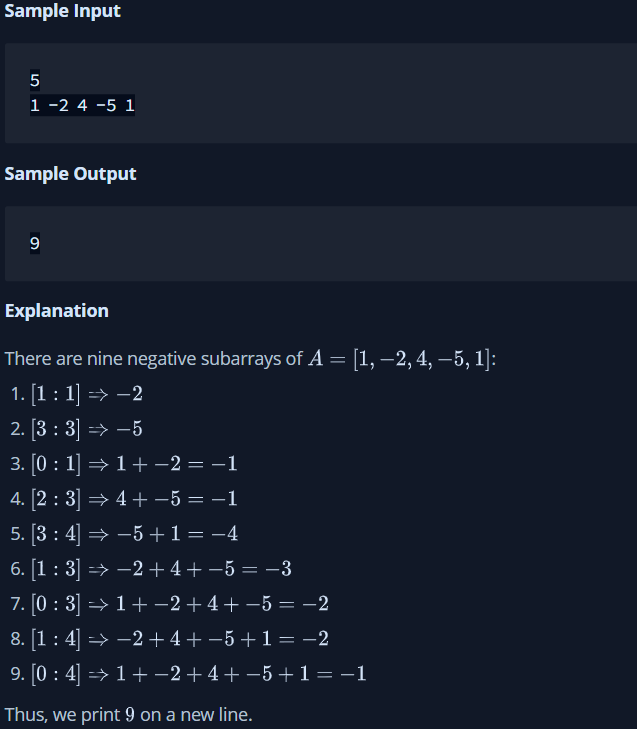 Sample Input
5
1 -2 4 -5 1
Sample Output
9
Explanation
There are nine negative subarrays of A = [1, −2, 4, −5, 1]:
1. [1 : 1] ⇒ −2
2. [3 : 3] ⇒ −5
3. [0 : 1] ⇒ 1 + −2 = −1
4. [2 : 3] ⇒ 4 + −5 = −1
5. [3 : 4] ⇒ −5 + 1 = −4
6. [1 : 3] ⇒ −2 + 4 + −5 = −3
7. [0 : 3] ⇒ 1 + −2 + 4 + −5 = −2
8. [1 : 4] ⇒ −2 + 4 + −5 + 1 = −2
9. [0 : 4] ⇒ 1 + −2 + 4 + −5 + 1 = −1
Thus, we print 9 on a new line.